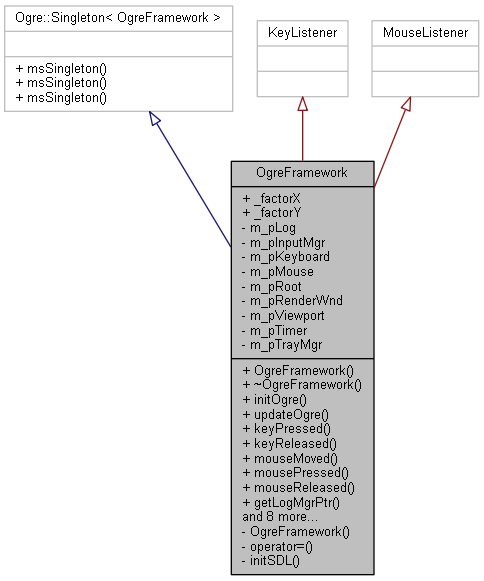 Ogre::Singleton< OgreFramework >
+ msSingleton()
+ msSingleton()
+ msSingleton()
KeyListener
MouseListener
OgreFramework
+ _factorX
+ _factorY
- m_pLog
- m_pInputMgr
- m_pKeyboard
- m_pMouse
- m_pRoot
- m_pRenderWnd
- m_pViewport
- m_pTimer
- m_pTrayMgr
+ OgreFramework()
+ ~OgreFramework()
+ initOgre()
+ updateOgre()
+ keyPressed()
+ keyReleased()
+ mouseMoved()
+ mousePressed()
+ mouseReleased()
+ getLogMgrPtr()
and 8 more...
- OgreFramework()
- operator=()
- initSDL()